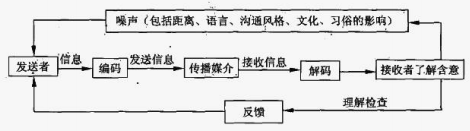 噪声（包括距离、语言、沟通风格、文化、习俗的影响）
发送者 信息 编码 发送信息 传播媒介 接收信息 解码 接收者了解含意
反馈 理解检查